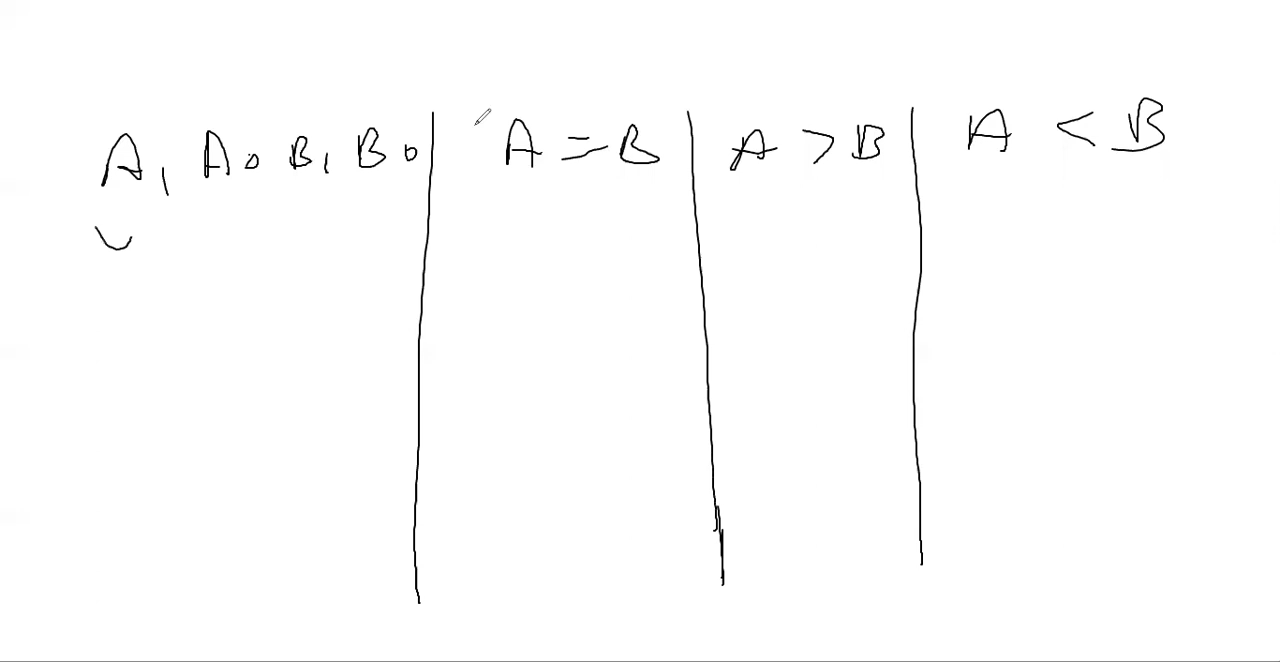 A₁ A₀ B₁ B₀ A = B A > B A < B